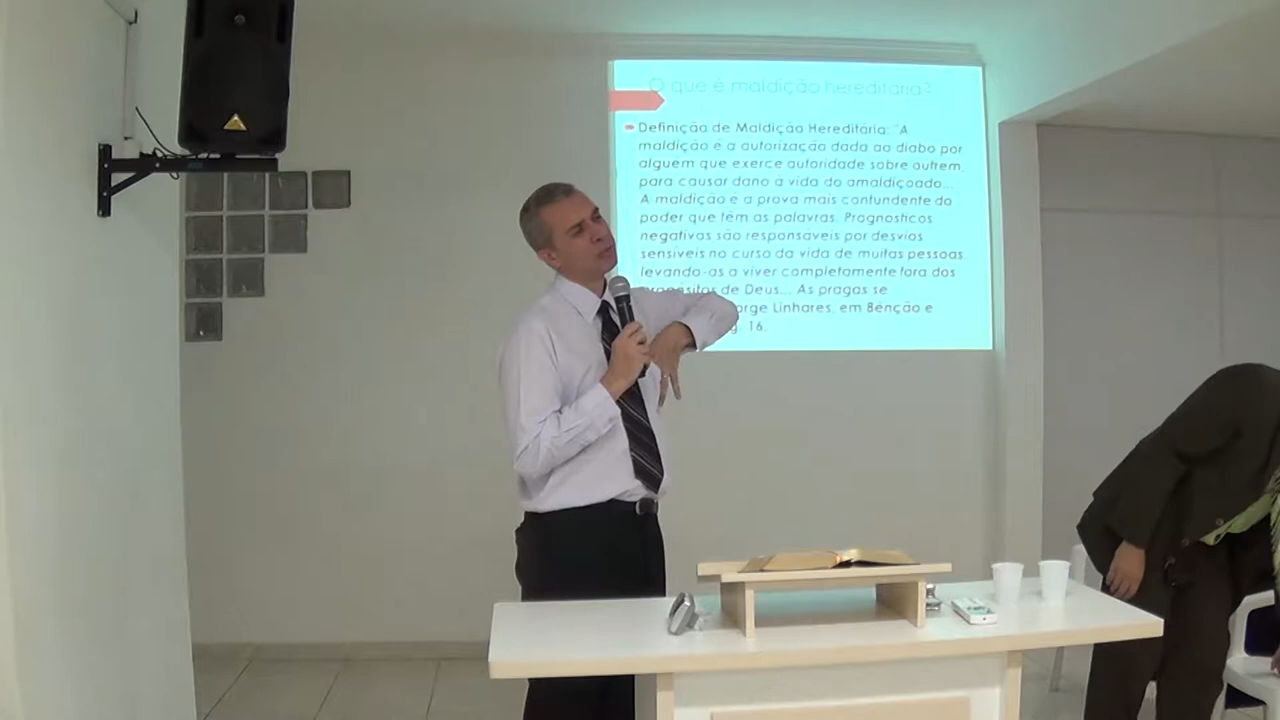 O que é maldição hereditária?
Definição de Maldição Hereditária: "A
maldição é a autorização dada ao diabo por
alguém que exerce autoridade sobre outrem,
para causar dano à vida do amaldiçoado...
A maldição é a prova mais contundente do
poder que têm as palavras. Prognósticos
negativos são responsáveis por desvios
sensíveis no curso da vida de muitas pessoas,
levando-as a viver completamente fora dos
propósitos de Deus... As pragas se
orge Linhares, em Bênção e
g. 16.